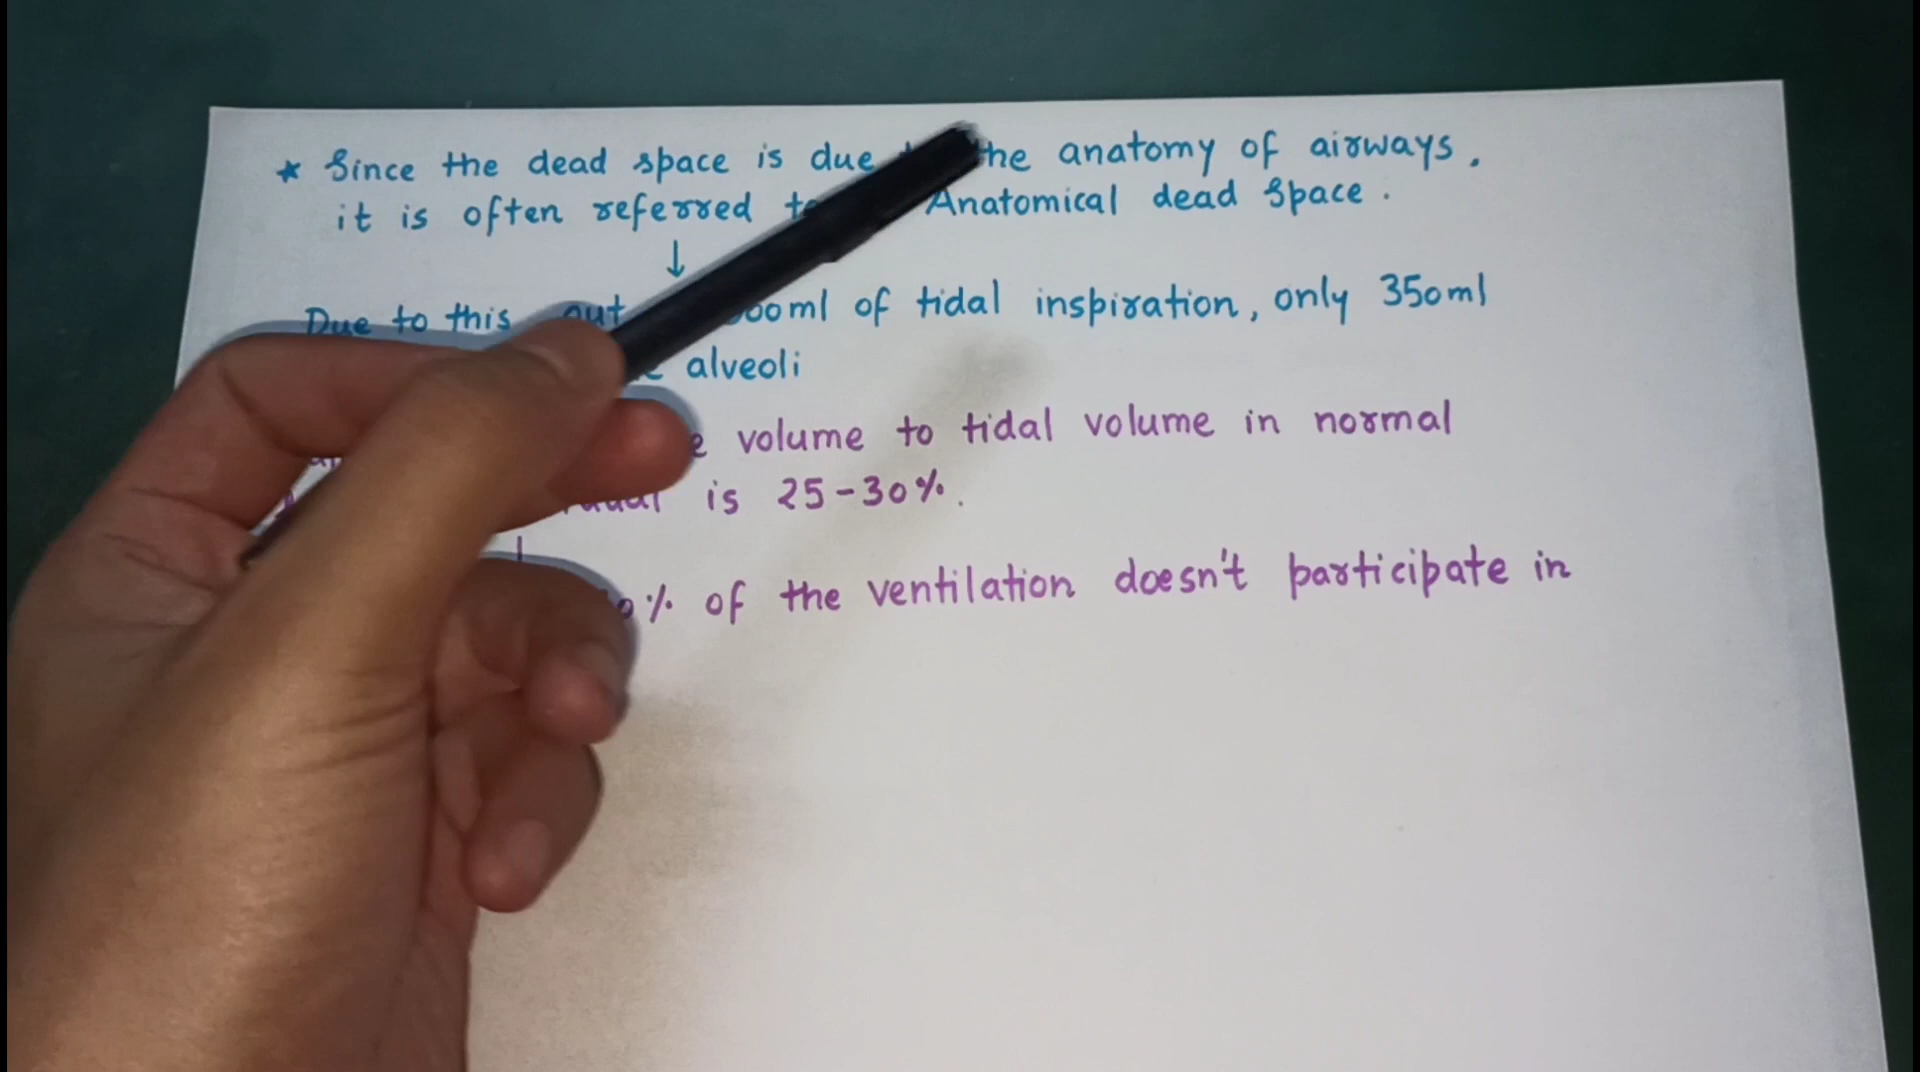 * Since the dead space is due the anatomy of airways.
it is often referred Anatomical dead space.
↓
Due to this out ml of tidal inspiration, only 350ml
alveoli
volume to tidal volume in normal
is 25-30%.
% of the ventilation doesn't participate in